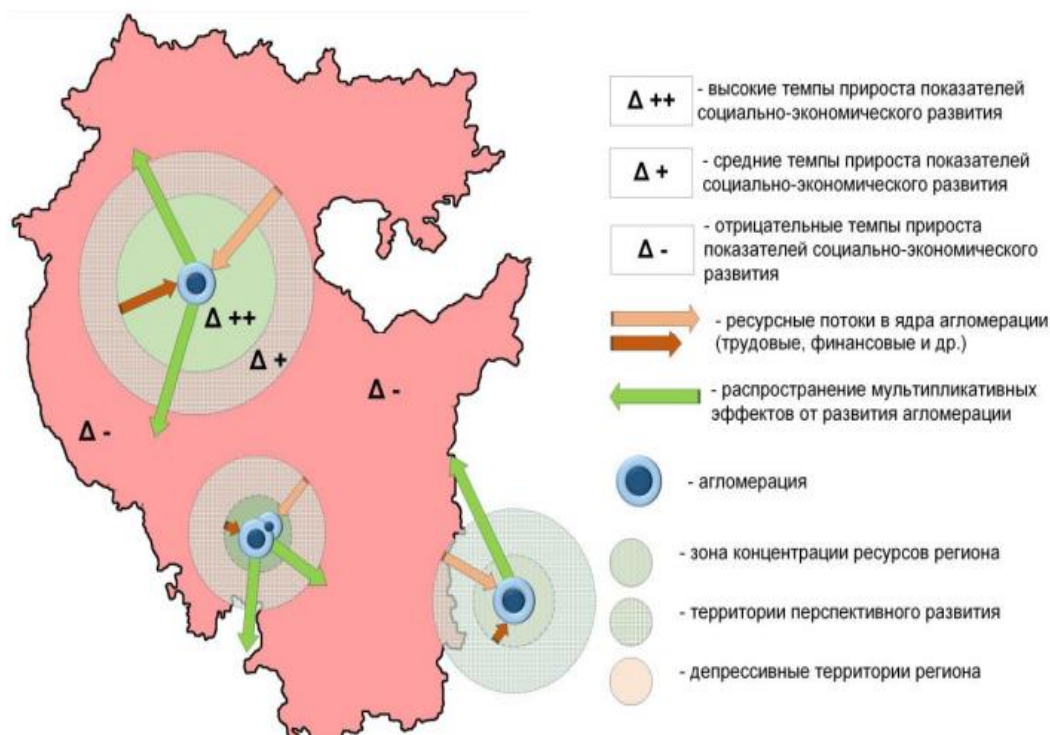 Δ ++
Δ +
Δ -
Δ -
Δ ++
- высокие темпы прироста показателей
социально-экономического развития
Δ +
- средние темпы прироста показателей
социально-экономического развития
Δ -
- отрицательные темпы прироста
показателей социально-экономического
развития
- ресурсные потоки в ядра агломерации
(трудовые, финансовые и др.)
- распространение мультипликативных
эффектов от развития агломерации
- агломерация
- зона концентрации ресурсов региона
- территории перспективного развития
- депрессивные территории региона